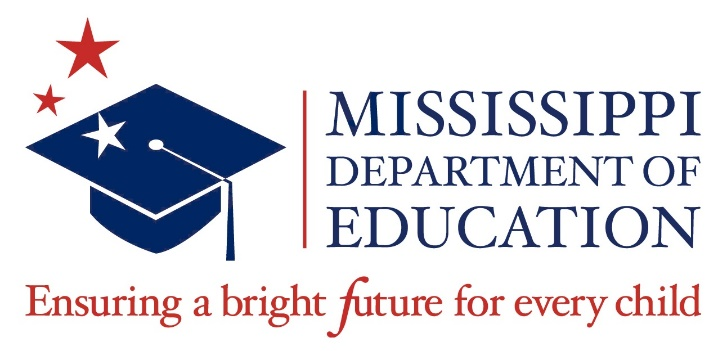 MISSISSIPPI
DEPARTMENT OF
EDUCATION
Ensuring a bright future for every child